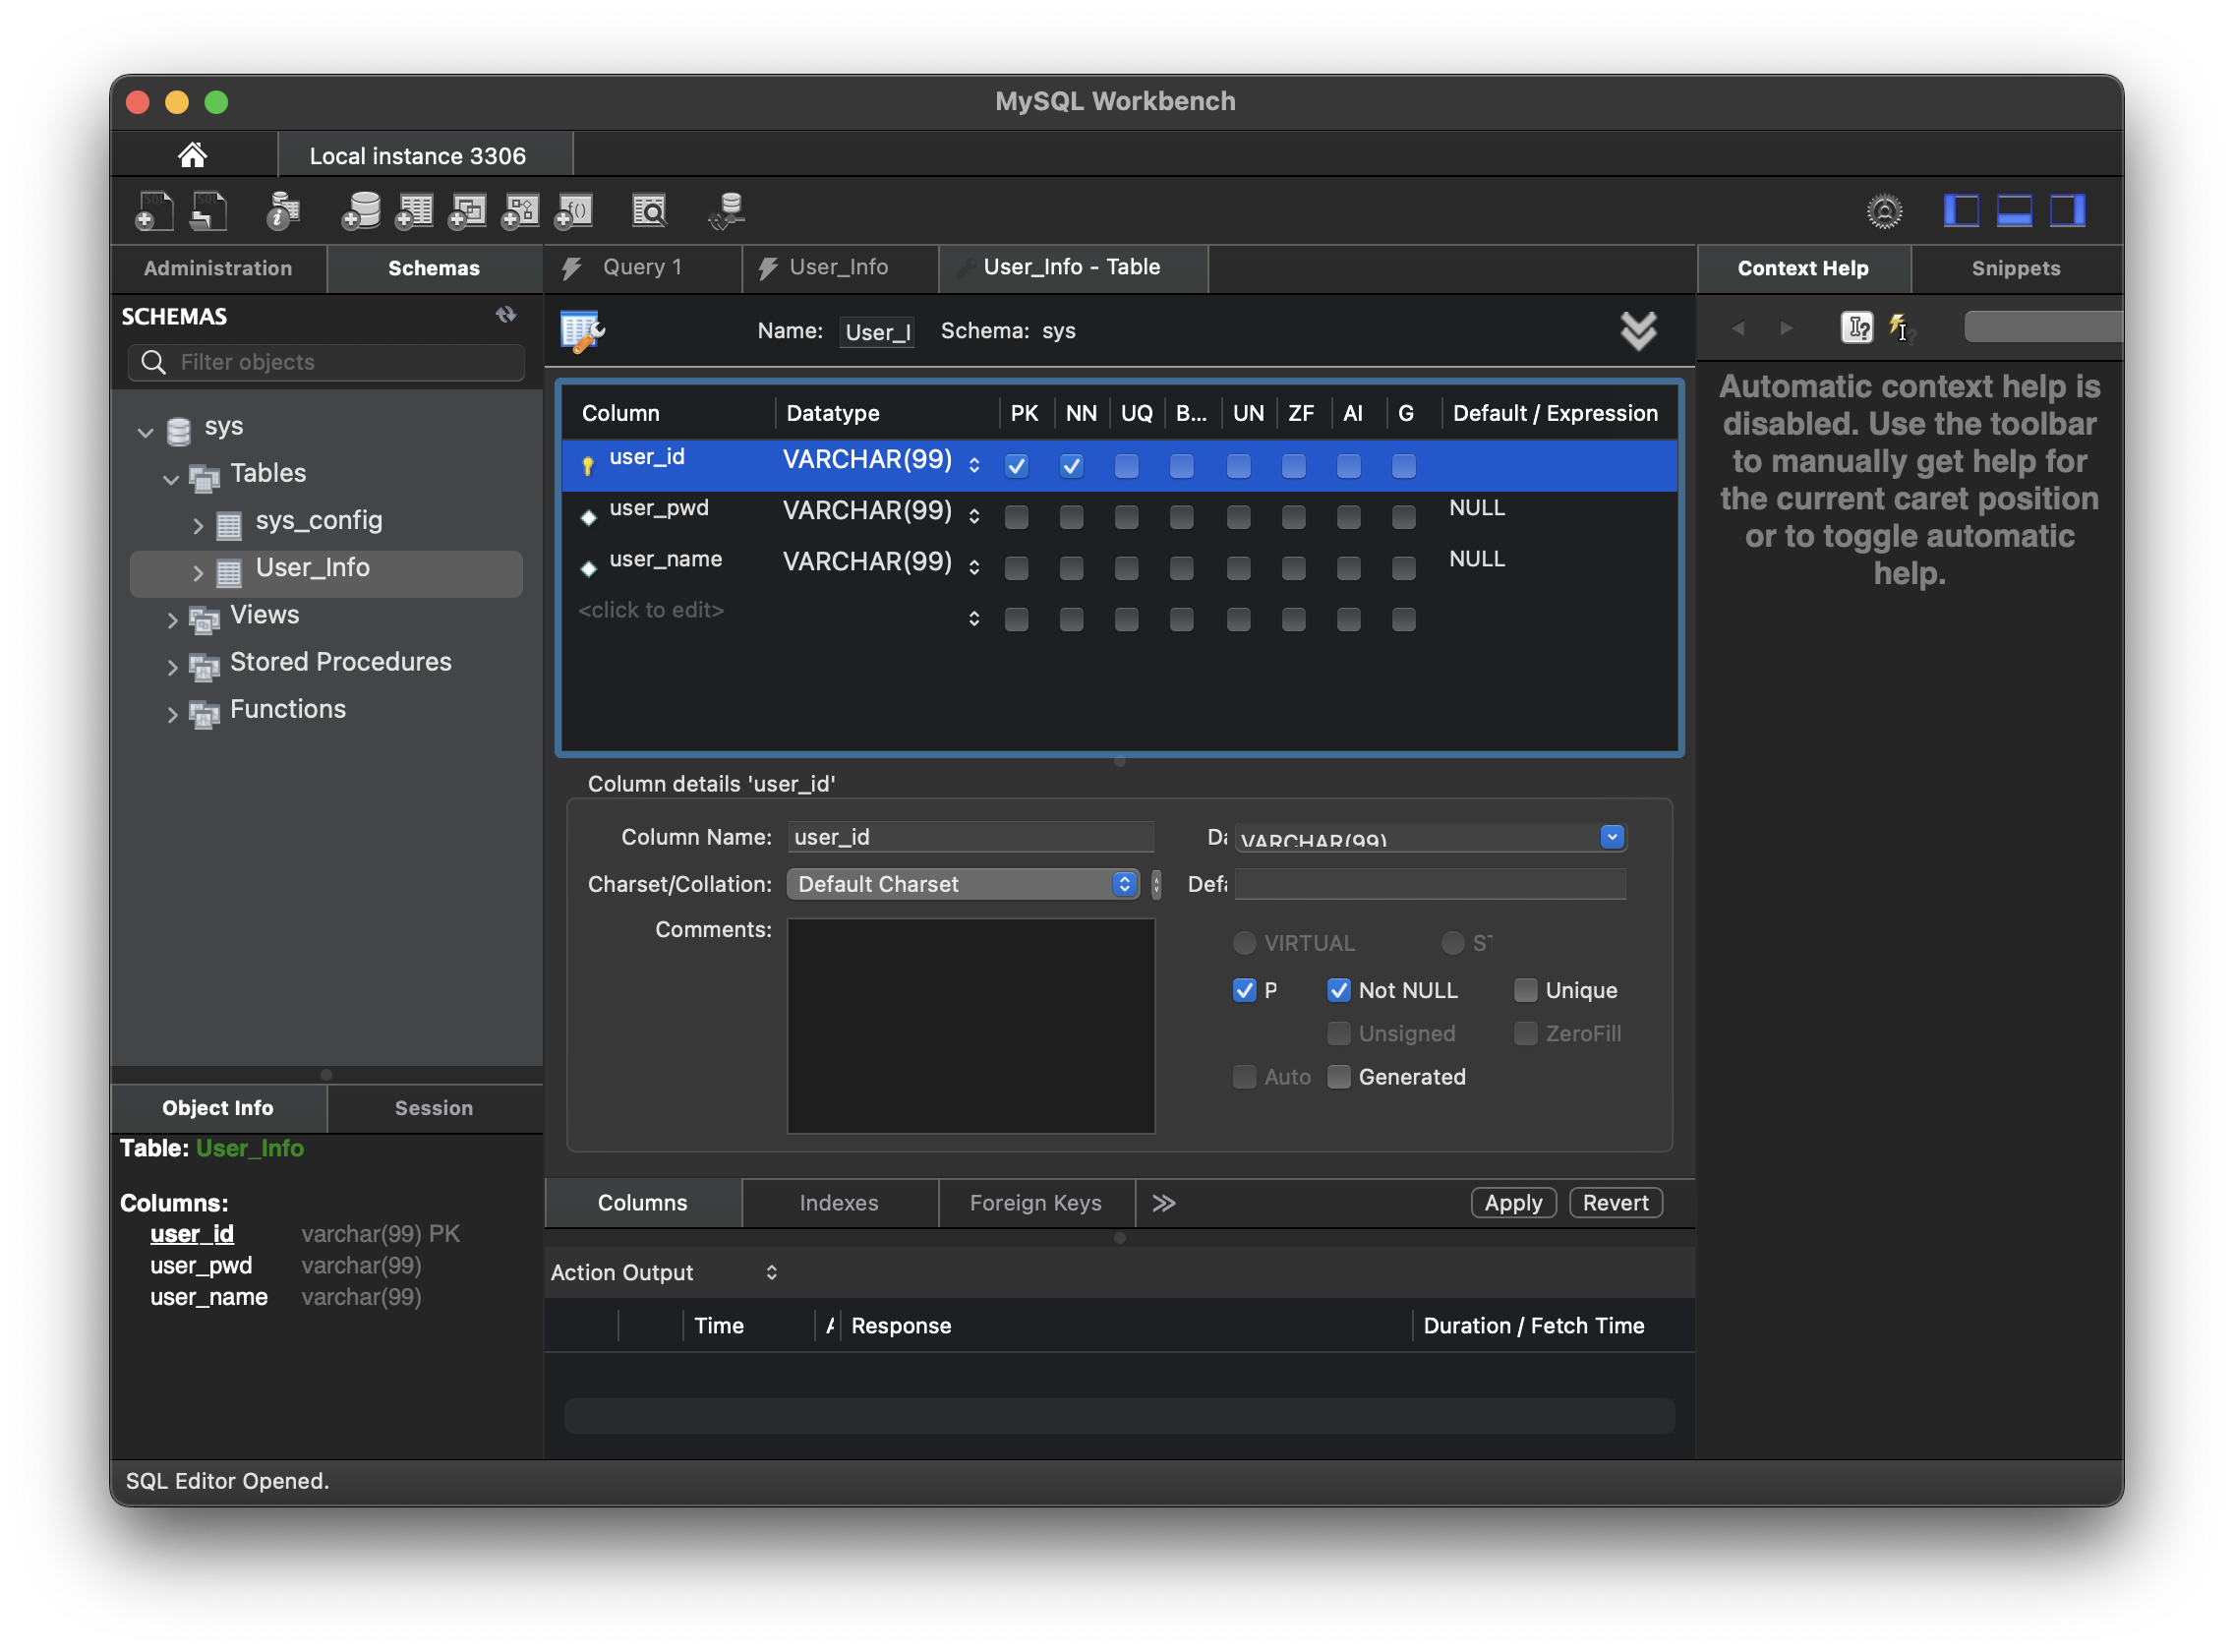 MySQL Workbench
Local instance 3306
Administration
Schemas
Query 1
User_Info
User_Info - Table
Context Help
Snippets
SCHEMAS
Filter objects
Name: User_I
Schema: sys
sys
Tables
sys_config
User_Info
Views
Stored Procedures
Functions
Column Datatype PK NN UQ B... UN ZF AI G Default / Expression
user_id VARCHAR(99)
user_pwd VARCHAR(99) NULL
user_name VARCHAR(99) NULL
<click to edit>
Automatic context help is
disabled. Use the toolbar
to manually get help for
the current caret position
or to toggle automatic
help.
Column details 'user_id'
Column Name: user_id
VARCHAR(99)
Charset/Collation: Default Charset
Comments:
VIRTUAL
P Not NULL Unique
Unsigned ZeroFill
Auto Generated
Object Info
Session
Table: User_Info
Columns:
user_id varchar(99) PK
user_pwd varchar(99)
user_name varchar(99)
Columns Indexes Foreign Keys
Apply Revert
Action Output
Time Response Duration / Fetch Time
SQL Editor Opened.